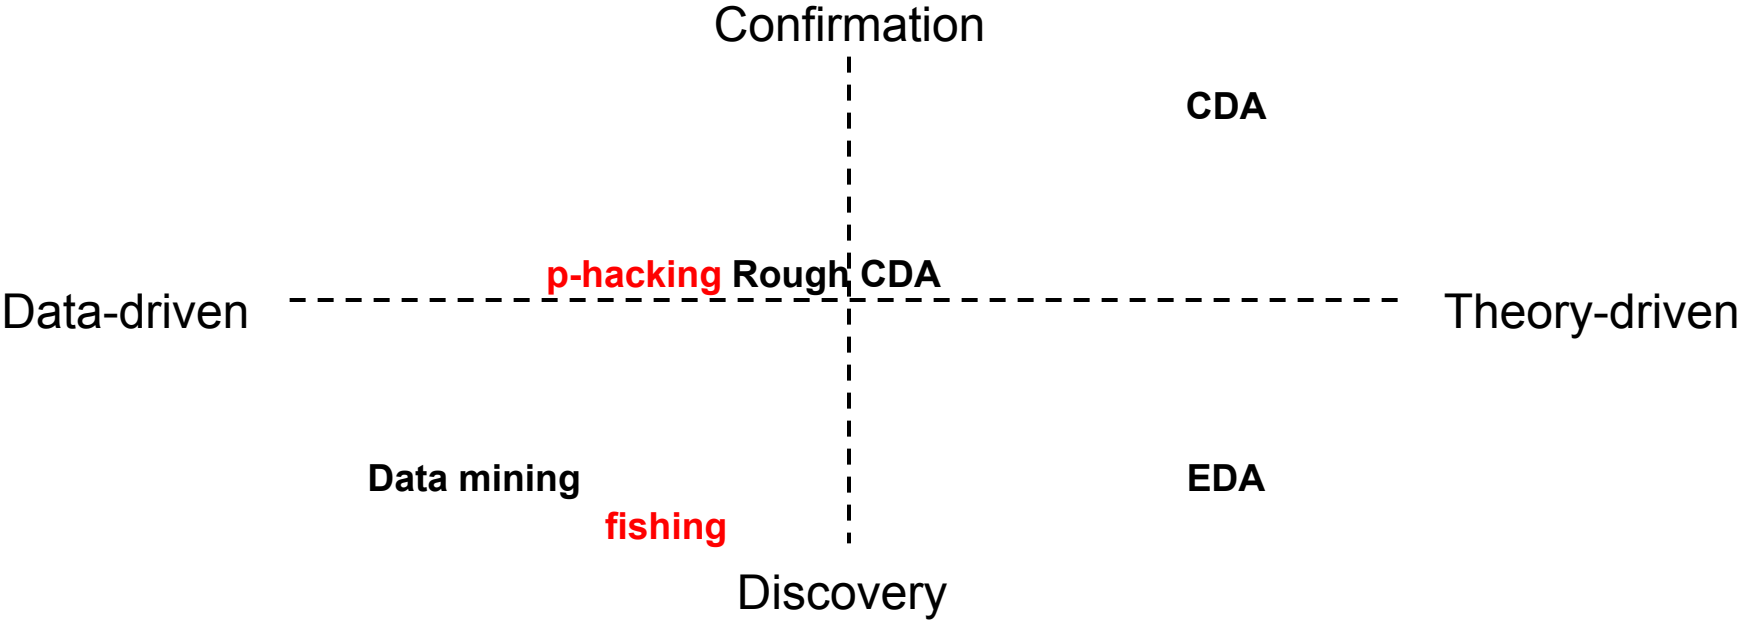 Confirmation
CDA
p-hacking Rough CDA
Data-driven
Theory-driven
Data mining
EDA
fishing
Discovery